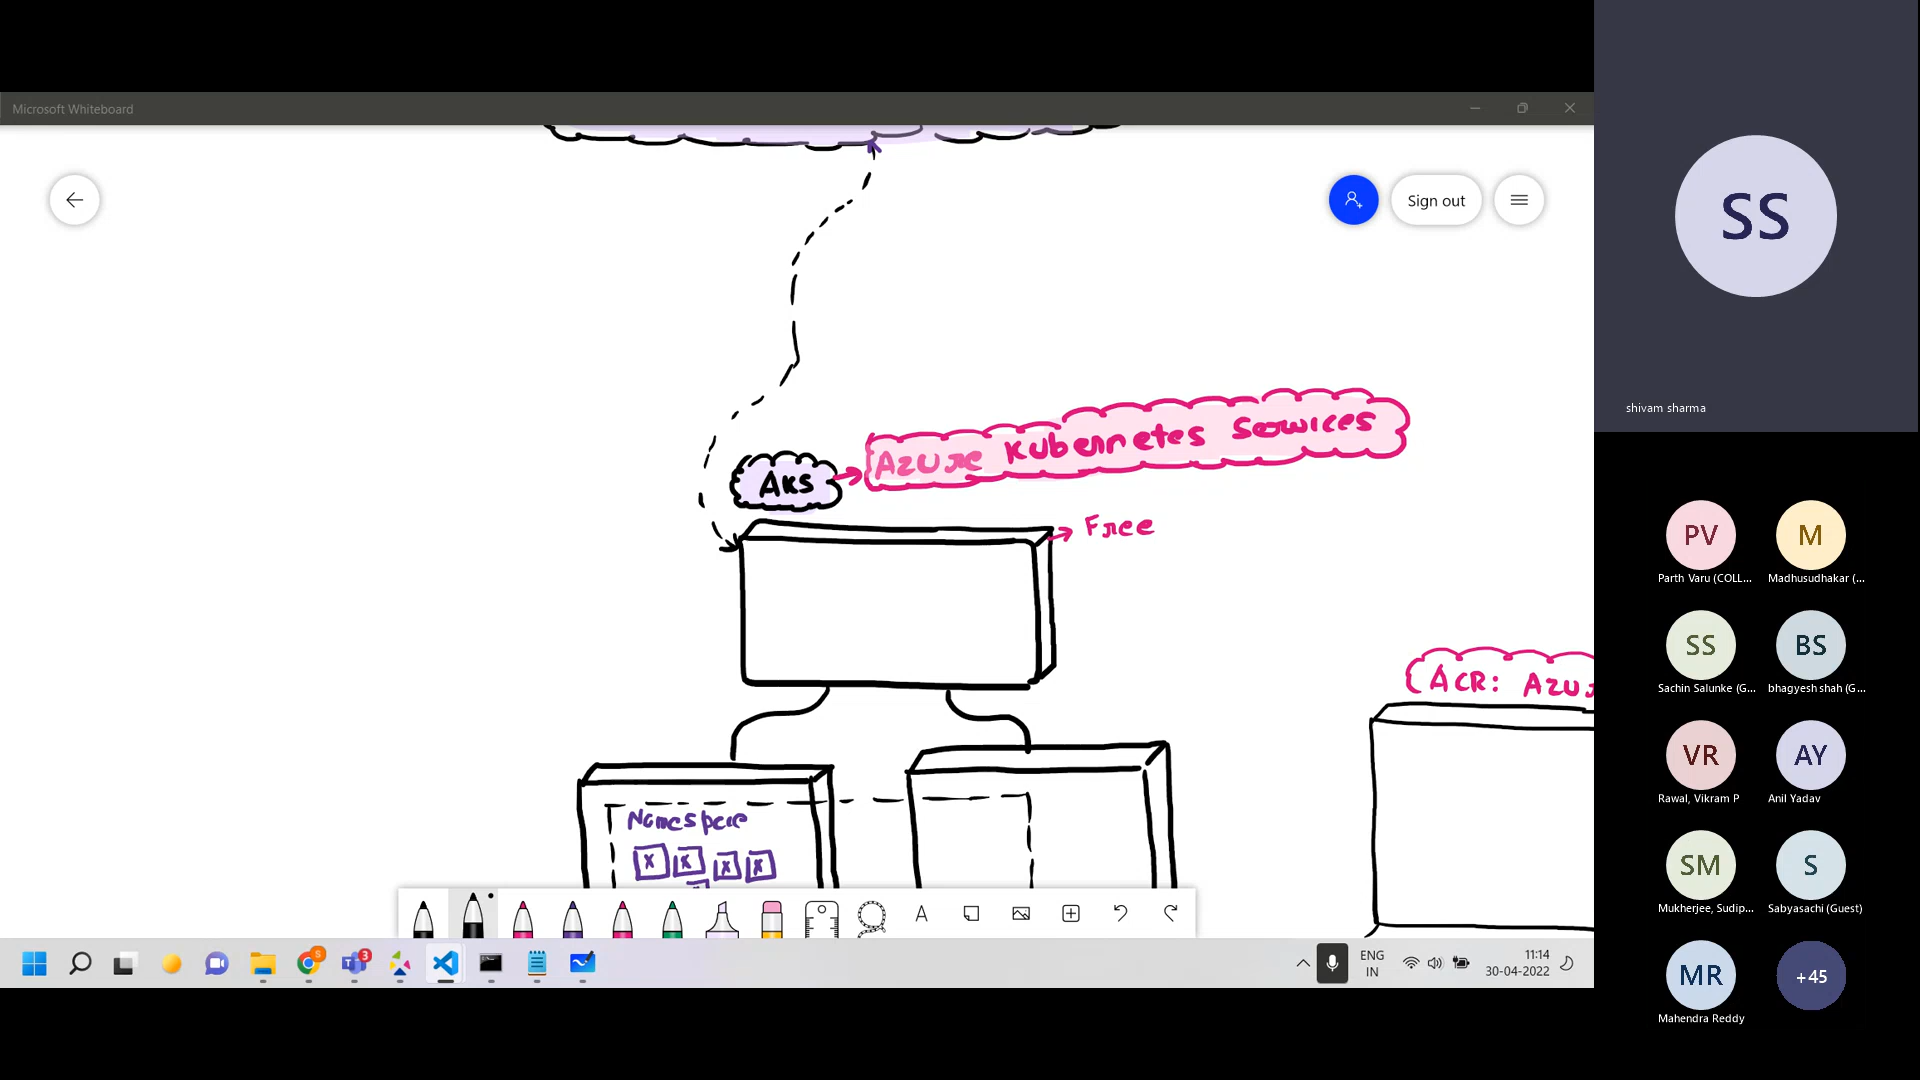 Microsoft Whiteboard
Sign out
SS
shivam sharma
AKS
Azure Kubernetes Services
Free
ACR: Azu
Namespace
X X X X
PV
M
Parth Varu (COLL...
Madhusudhakar (...
SS
BS
Sachin Salunke (G...
bhagyesh shah (G...
VR
AY
Rawal, Vikram P
Anil Yadav
SM
S
Mukherjee, Sudip...
Sabyasachi (Guest)
MR
+45
Mahendra Reddy
A
S
3
ENG
IN
11:14
30-04-2022